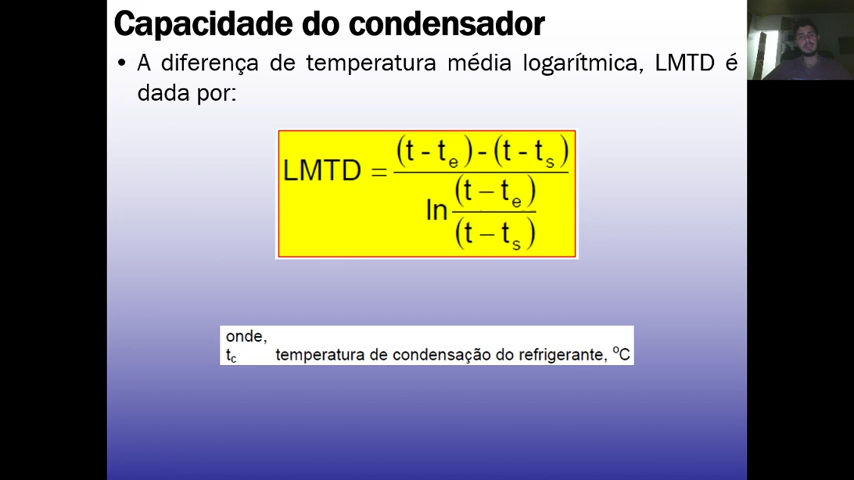 Capacidade do condensador
• A diferença de temperatura média logarítmica, LMTD é
dada por:
LMTD = ((t - te) - (t - ts)) / (ln (t – te) / (t – ts))
onde,
tc temperatura de condensação do refrigerante, ºC